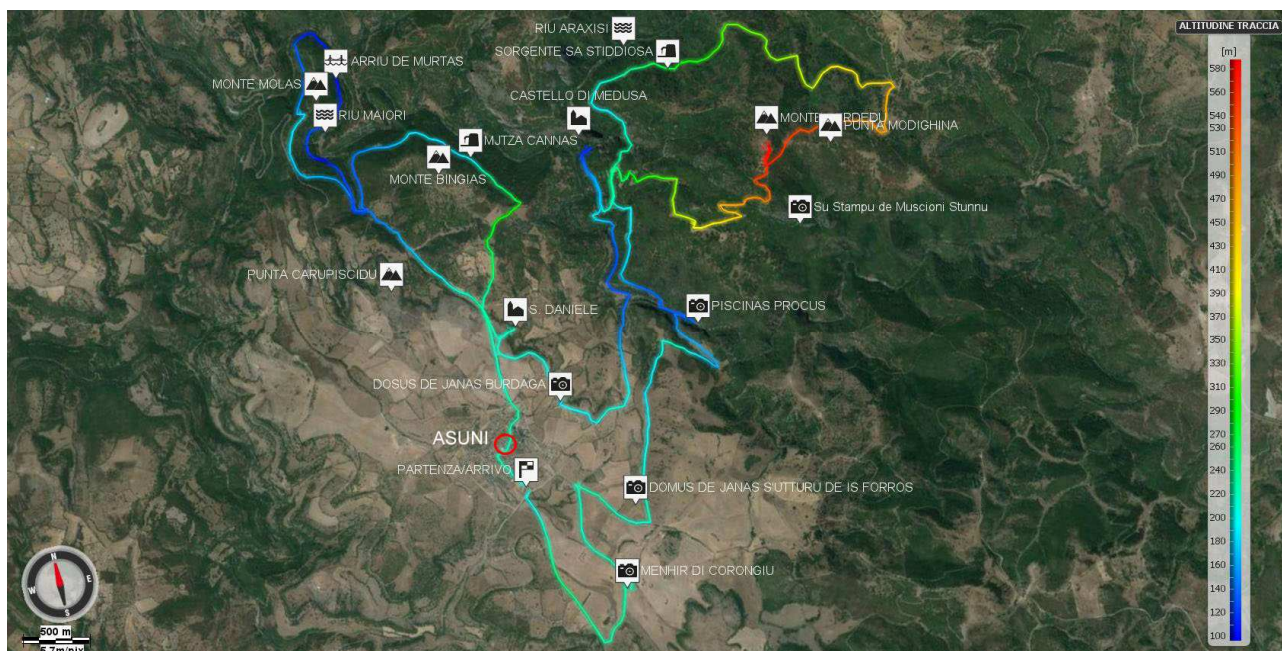 ALTITUDINE TRACCIA
[m]
580
560
540
530
510
490
470
450
430
410
390
370
350
330
310
290
260
240
220
200
180
160
140
120
100
RIU ARAXISI
SORGENTE SA STIDDIOSA
ARRIU DE MURTAS
MONTE MOLAS
CASTELLO DI MEDUSA
RIU MAIORI
MONTE
PUNTA MODIGHINA
MJTZA CANNAS
MONTE BINGIAS
Su Stampu de Muscioni Stunnu
PUNTA CARUPISCIDU
S. DANIELE
PISCINAS PROCUS
DOSUS DE JANAS BURDAGA
ASUNI
PARTENZA/ARRIVO
DOMUS DE JANAS S'UTTURU DE IS FORROS
MENHIR DI CORONGIU
N
W
E
S
500 m
5.7m/pix